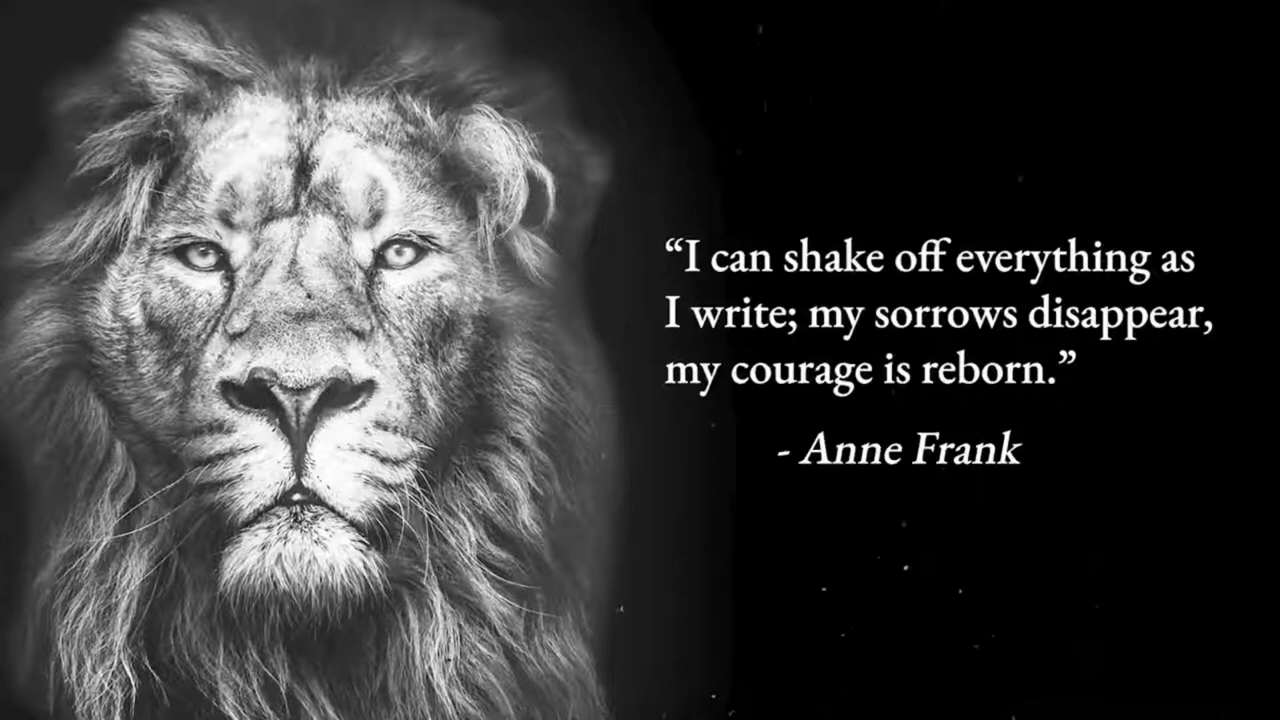 “I can shake off everything as
I write; my sorrows disappear,
my courage is reborn.”
- Anne Frank